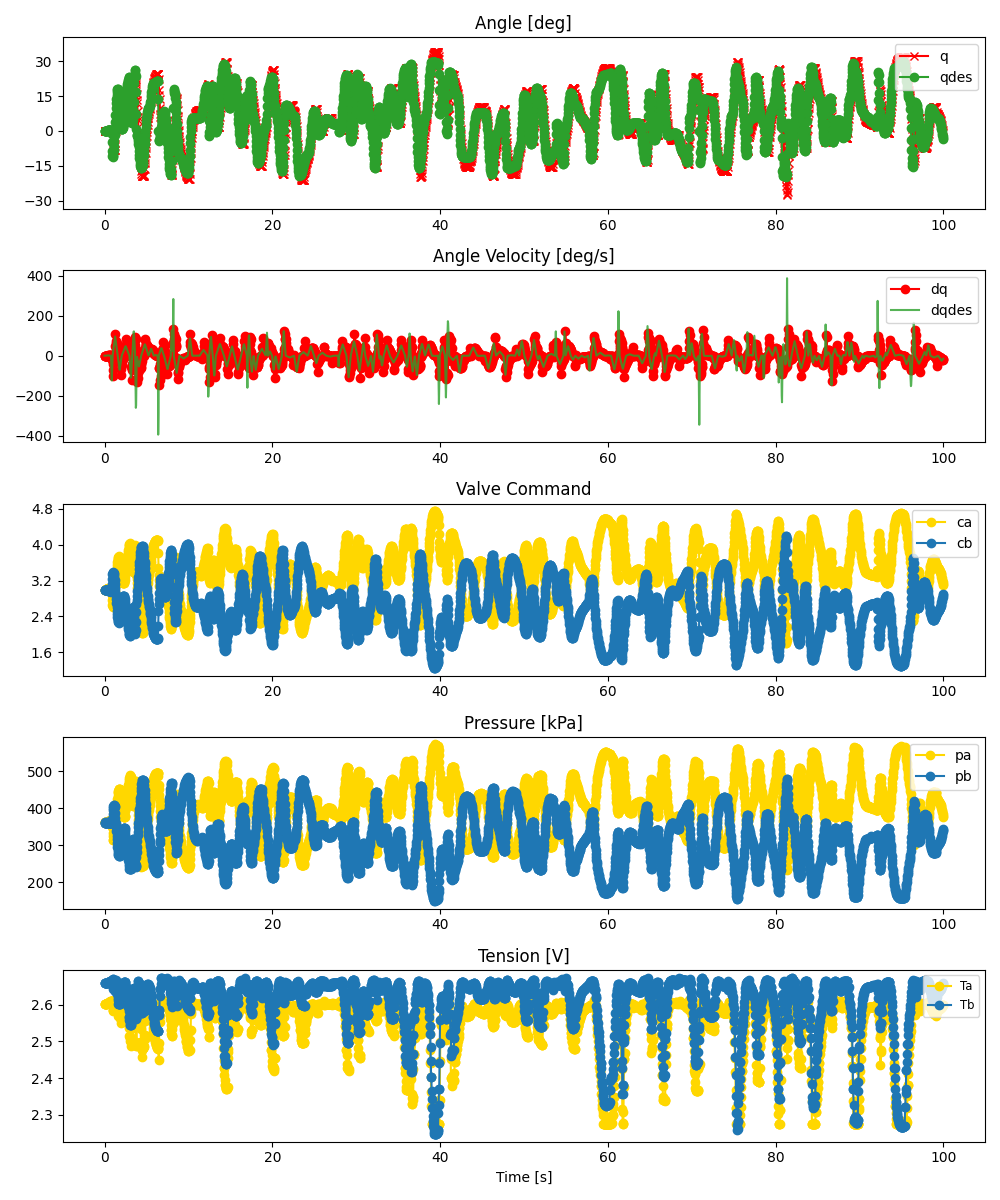 Angle [deg]
30
15
0
−15
−30
q
qdes
0 20 40 60 80 100
Angle Velocity [deg/s]
400
200
0
−200
−400
dq
dqdes
0 20 40 60 80 100
Valve Command
4.8
4.0
3.2
2.4
1.6
ca
cb
0 20 40 60 80 100
Pressure [kPa]
500
400
300
200
pa
pb
0 20 40 60 80 100
Tension [V]
2.6
2.5
2.4
2.3
Ta
Tb
0 20 40 60 80 100
Time [s]